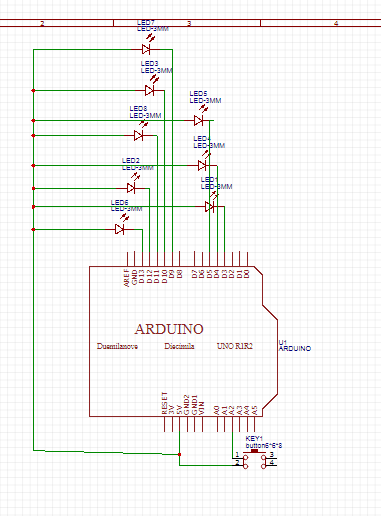 2 3 4
LED7
LED-3MM
LED3
LED-3MM
LED5
LED-3MM
LED8
LED-3MM
LED4
LED-3MM
LED2
LED-3MM
LED1
LED-3MM
LED6
LED-3MM
AREF GND D13 D12 D11 D10 D9 D8 D7 D6 D5 D4 D3 D2 D1 D0
ARDUINO
Duemilanove Diecimila UNO R1R2
U1
ARDUINO
RESET 3V 5V GND2 GND1 VIN A0 A1 A2 A3 A4 A5
KEY1
button6*6*8
1 3
2 4